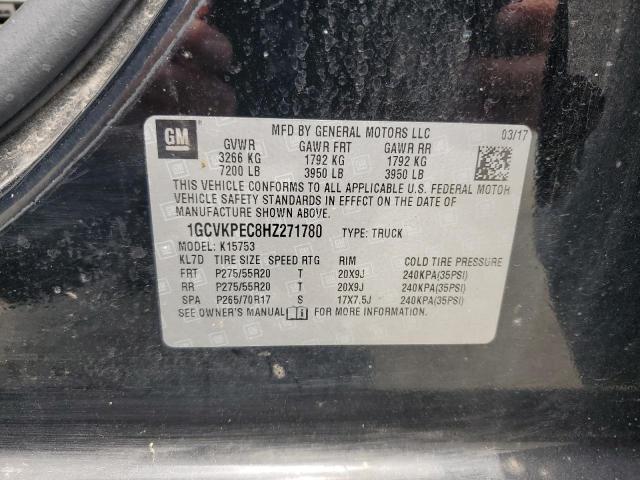 GM
MFD BY GENERAL MOTORS LLC 03/17
GVWR GAWR FRT GAWR RR
3266 KG 1792 KG 1792 KG
7200 LB 3950 LB 3950 LB
THIS VEHICLE CONFORMS TO ALL APPLICABLE U.S. FEDERAL MOTOR
VEHICLE SAFETY STANDARDS IN EFFECT ON THE DATE OF
MANUFACTURE SHOWN ABOVE.
1GCVKPEC8HZ271780 TYPE: TRUCK
MODEL: K15753
KL7D TIRE SIZE SPEED RTG RIM COLD TIRE PRESSURE
FRT P275/55R20 T 20X9J 240KPA(35PSI)
RR P275/55R20 T 20X9J 240KPA(35PSI)
SPA P265/70R17 S 17X7.5J 240KPA(35PSI)
SEE OWNER'S MANUAL FOR MORE INFORMATION.